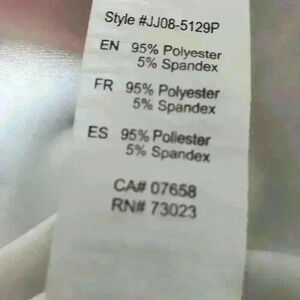 Style #JJ08-5129P
EN 95% Polyester
5% Spandex
FR 95% Polyester
5% Spandex
ES 95% Poliester
5% Spandex
CA# 07658
RN# 73023